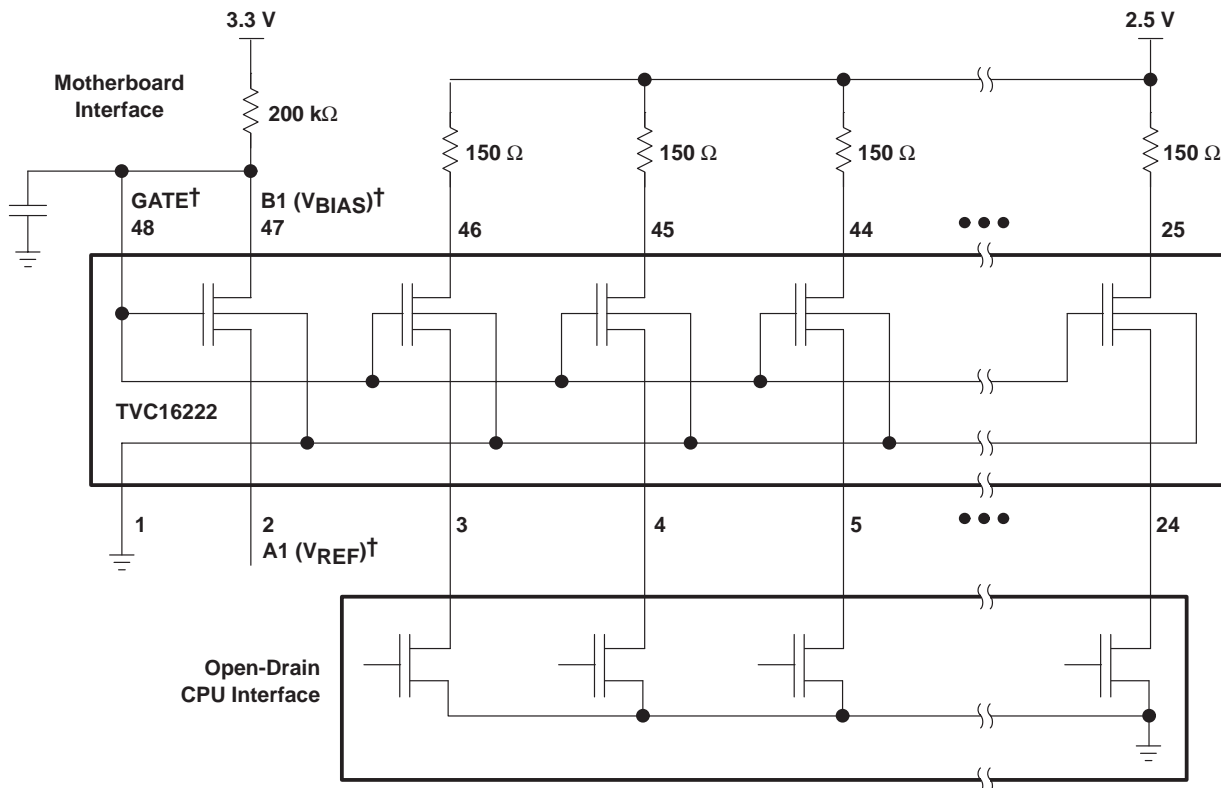 3.3 V
2.5 V
Motherboard
Interface
200 kΩ
150 Ω
150 Ω
150 Ω
150 Ω
GATE†
48
B1 (VBIAS)†
47
46
45
44
•••
25
TVC16222
1
2
A1 (VREF)†
3
4
5
•••
24
Open-Drain
CPU Interface